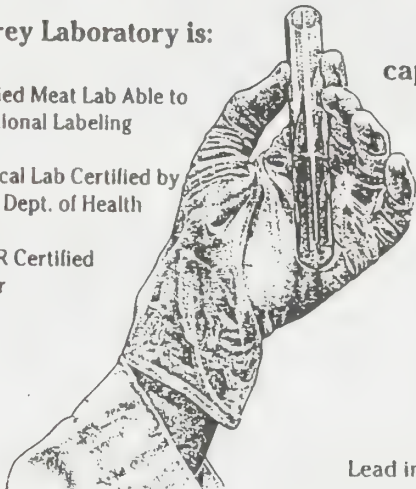 rey Laboratory is:
ied Meat Lab Able to
ional Labeling
cal Lab Certified by
Dept. of Health
R Certified
r
cap
Lead in